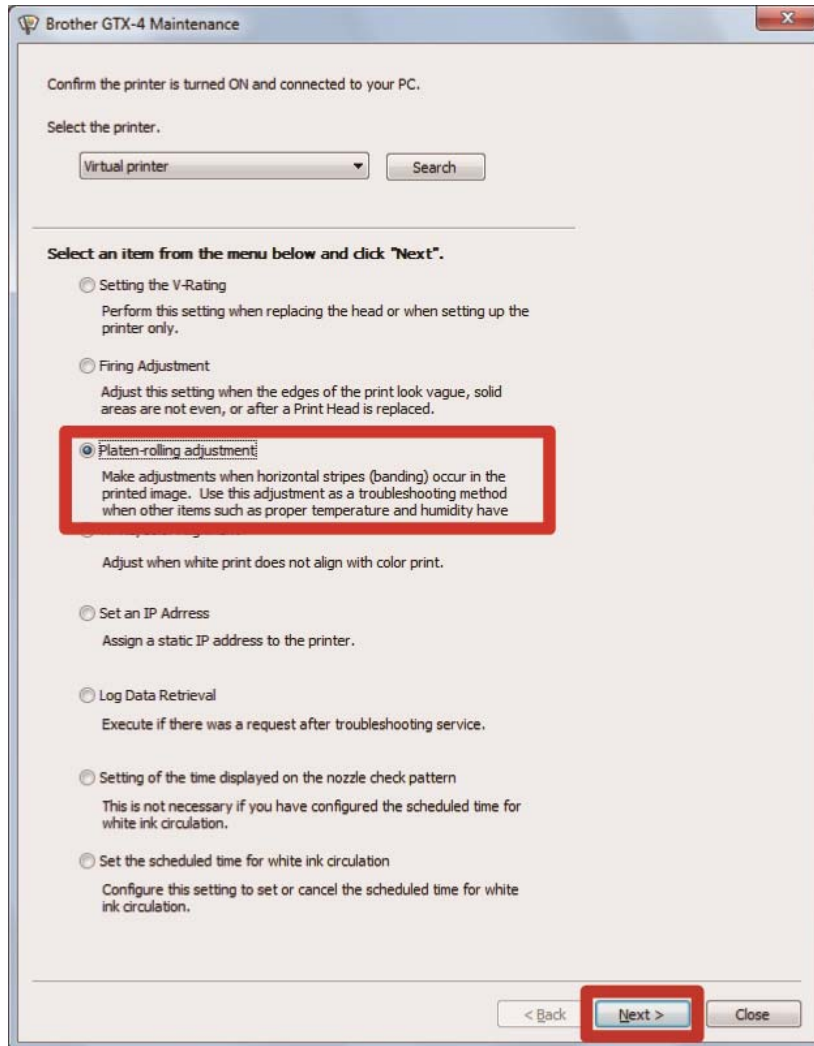 Brother GTX-4 Maintenance
Confirm the printer is turned ON and connected to your PC.
Select the printer.
Virtual printer
Search
Select an item from the menu below and click "Next".
Setting the V-Rating
Perform this setting when replacing the head or when setting up the
printer only.
Firing Adjustment
Adjust this setting when the edges of the print look vague, solid
areas are not even, or after a Print Head is replaced.
Platen-rolling adjustment
Make adjustments when horizontal stripes (banding) occur in the
printed image. Use this adjustment as a troubleshooting method
when other items such as proper temperature and humidity have
Adjust when white print does not align with color print.
Set an IP Adrress
Assign a static IP address to the printer.
Log Data Retrieval
Execute if there was a request after troubleshooting service.
Setting of the time displayed on the nozzle check pattern
This is not necessary if you have configured the scheduled time for
white ink circulation.
Set the scheduled time for white ink circulation
Configure this setting to set or cancel the scheduled time for white
ink circulation.
< Back
Next >
Close